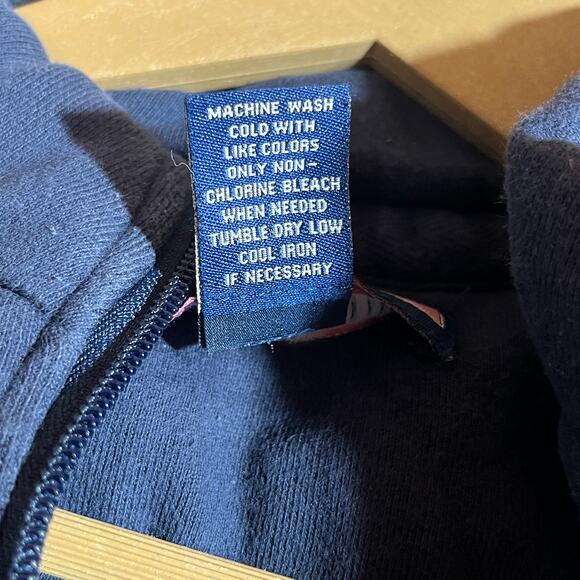 MACHINE WASH
COLD WITH
LIKE COLORS
ONLY NON-
CHLORINE BLEACH
WHEN NEEDED
TUMBLE DRY LOW
COOL IRON
IF NECESSARY